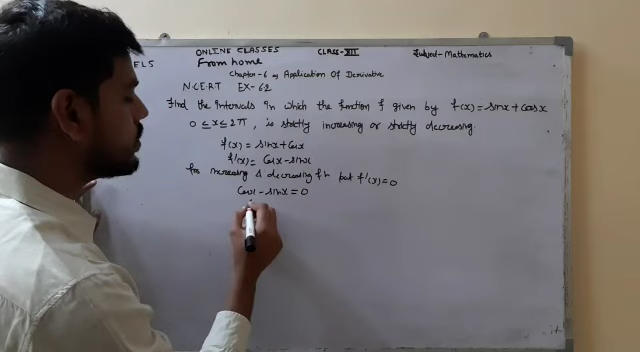 ONLINE CLASSES CLASS-XII Subject-Mathematics
ELS From home
Chapter-6 Application Of Derivative
NCERT EX-6.2
Find the Intervals in which the function f given by f(x) = sinx + cosx
0 ≤ x ≤ 2π, is strictly increasing or strictly decreasing
f(x) = sinx + cosx
f'(x) = cosx - sinx
for increasing & decreasing fn put f'(x) = 0
cosx - sinx = 0